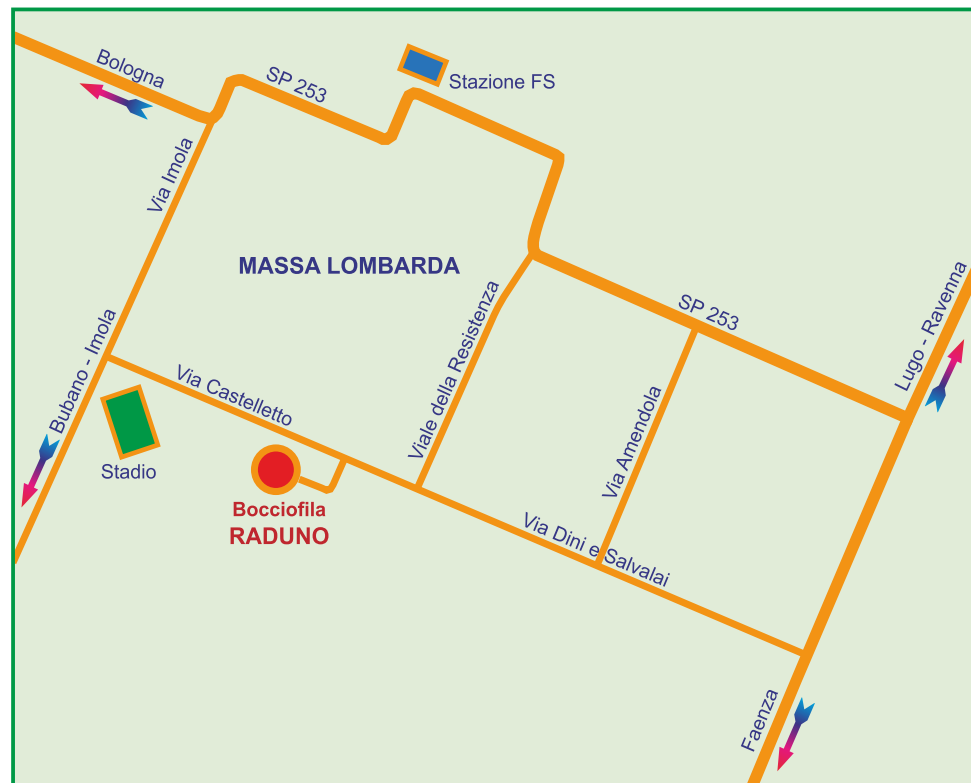 Bologna
SP 253
Stazione FS
Via Imola
MASSA LOMBARDA
Viale della Resistenza
SP 253
Lugo - Ravenna
Bubano - Imola
Via Castelletto
Via Amendola
Stadio
Bocciofila
RADUNO
Via Dini e Salvalai
Faenza